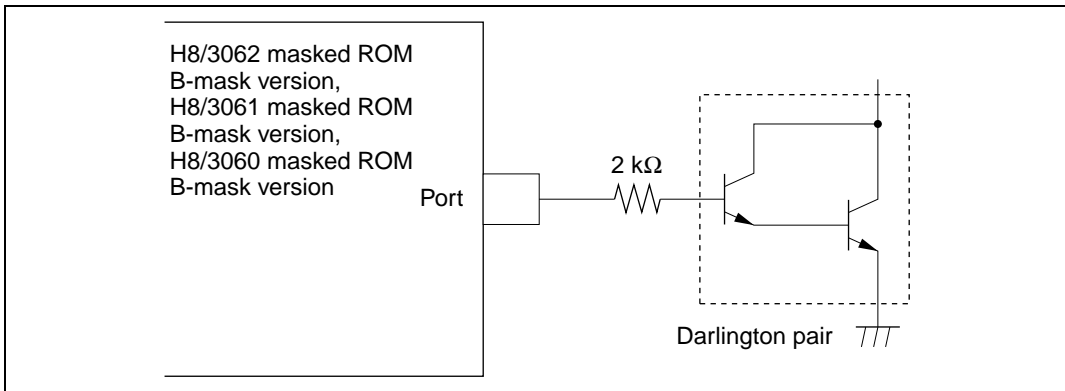 H8/3062 masked ROM
B-mask version,
H8/3061 masked ROM
B-mask version,
H8/3060 masked ROM
B-mask version
Port
2 kΩ
Darlington pair